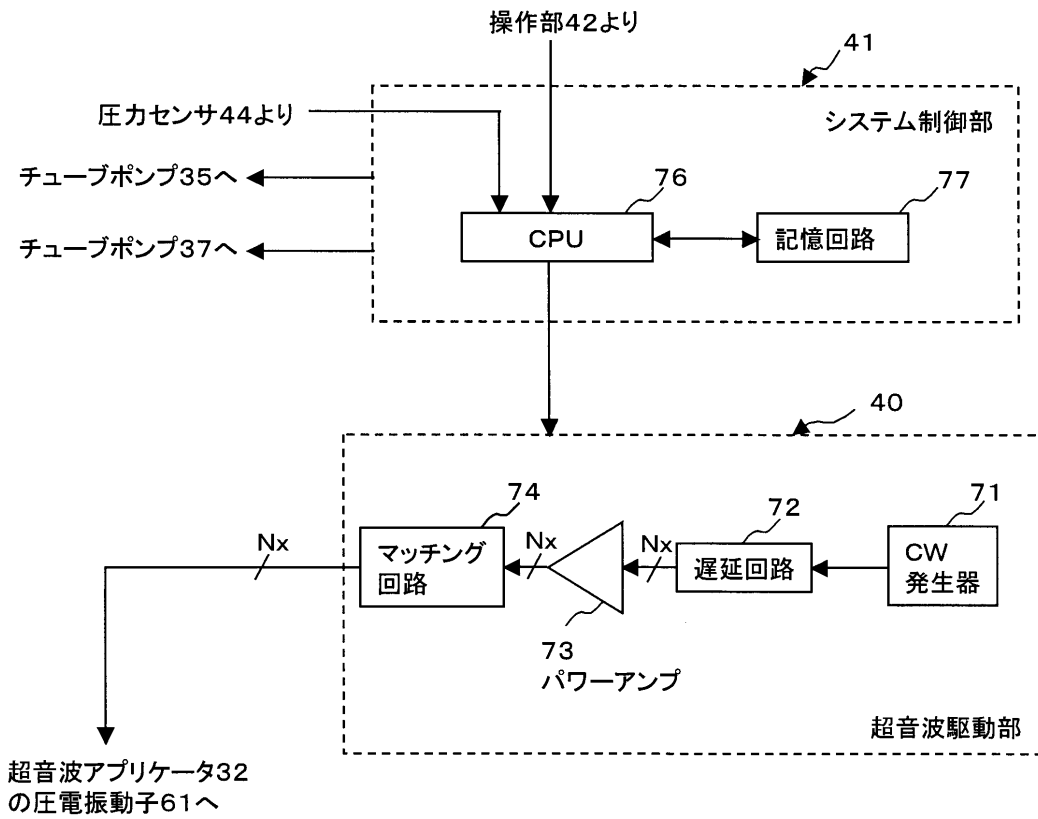 操作部42より
41
圧力センサ44より
システム制御部
チューブポンプ35へ
76
77
CPU
記憶回路
チューブポンプ37へ
40
74
72
71
Nx
マッチング
回路
Nx
Nx
遅延回路
CW
発生器
73
パワーアンプ
超音波駆動部
超音波アプリケータ32
の圧電振動子61へ